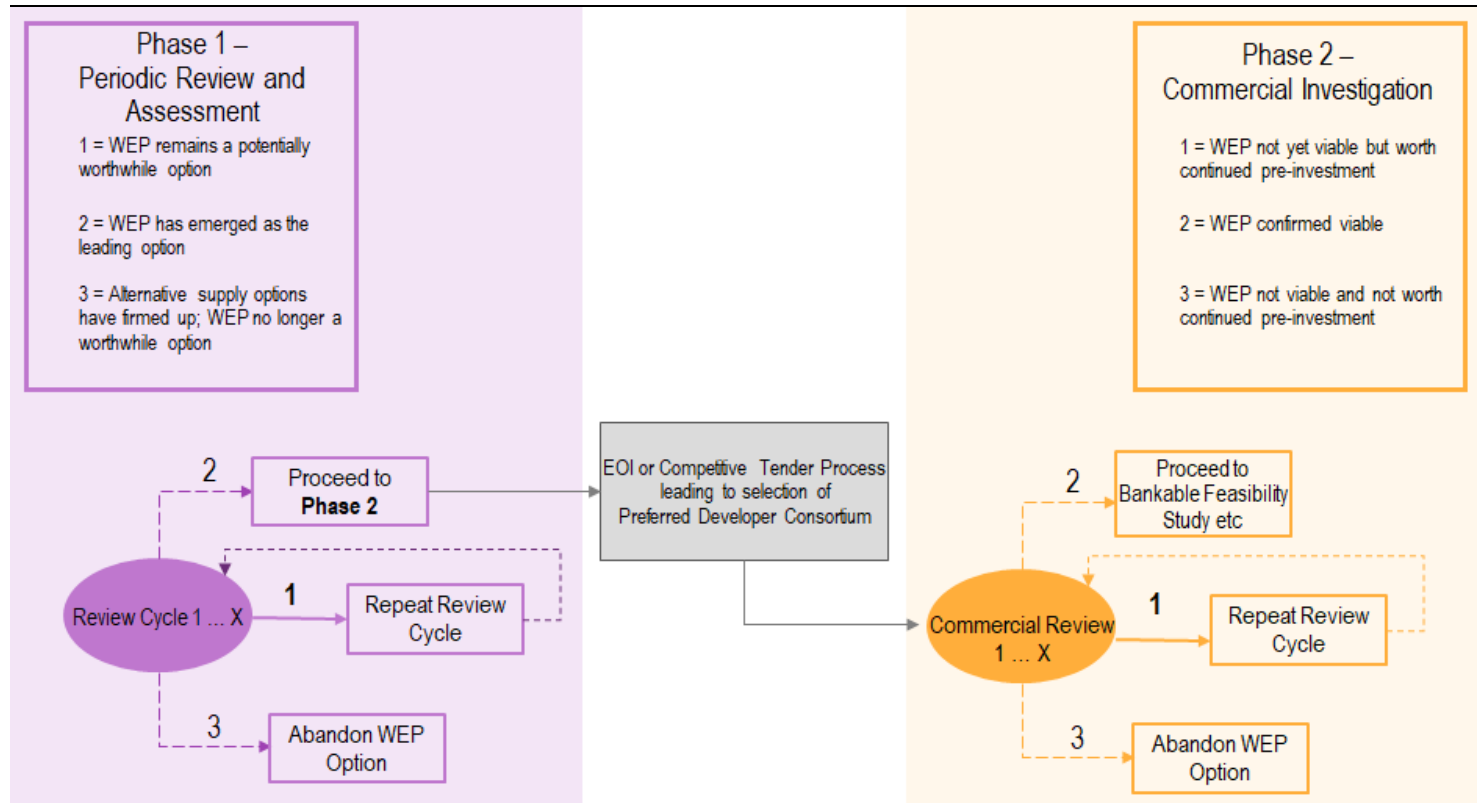 Phase 1 –
Periodic Review and
Assessment
1 = WEP remains a potentially
worthwhile option
2 = WEP has emerged as the
leading option
3 = Alternative supply options
have firmed up; WEP no longer a
worthwhile option
Phase 2 –
Commercial Investigation
1 = WEP not yet viable but worth
continued pre-investment
2 = WEP confirmed viable
3 = WEP not viable and not worth
continued pre-investment
2
Proceed to
Phase 2
Review Cycle 1 ... X
1
Repeat Review
Cycle
3
Abandon WEP
Option
EOI or Competitive Tender Process
leading to selection of
Preferred Developer Consortium
2
Proceed to
Bankable Feasibility
Study etc
Commercial Review
1 ... X
1
Repeat Review
Cycle
3
Abandon WEP
Option